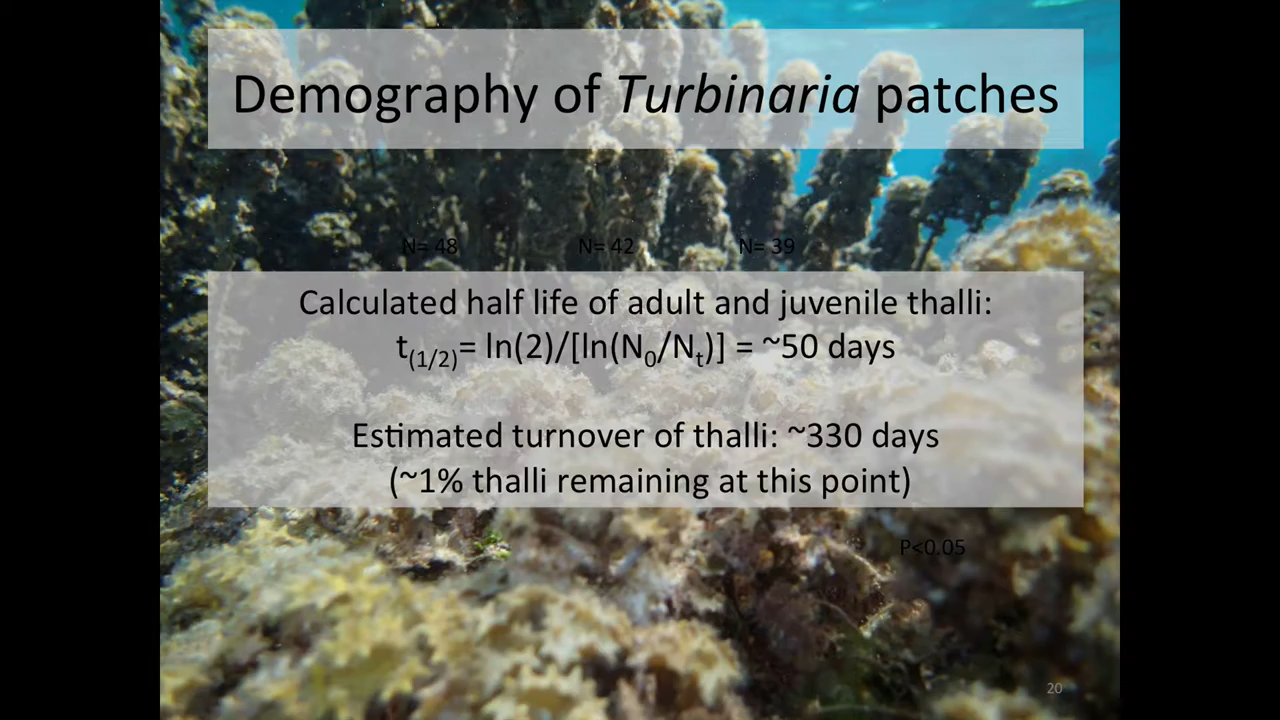 Demography of Turbinaria patches
N= 48 N= 42 N= 39
Calculated half life of adult and juvenile thalli:
t(1/2)= ln(2)/[ln(N0/Nt)] = ~50 days
Estimated turnover of thalli: ~330 days
(~1% thalli remaining at this point)
P<0.05
20